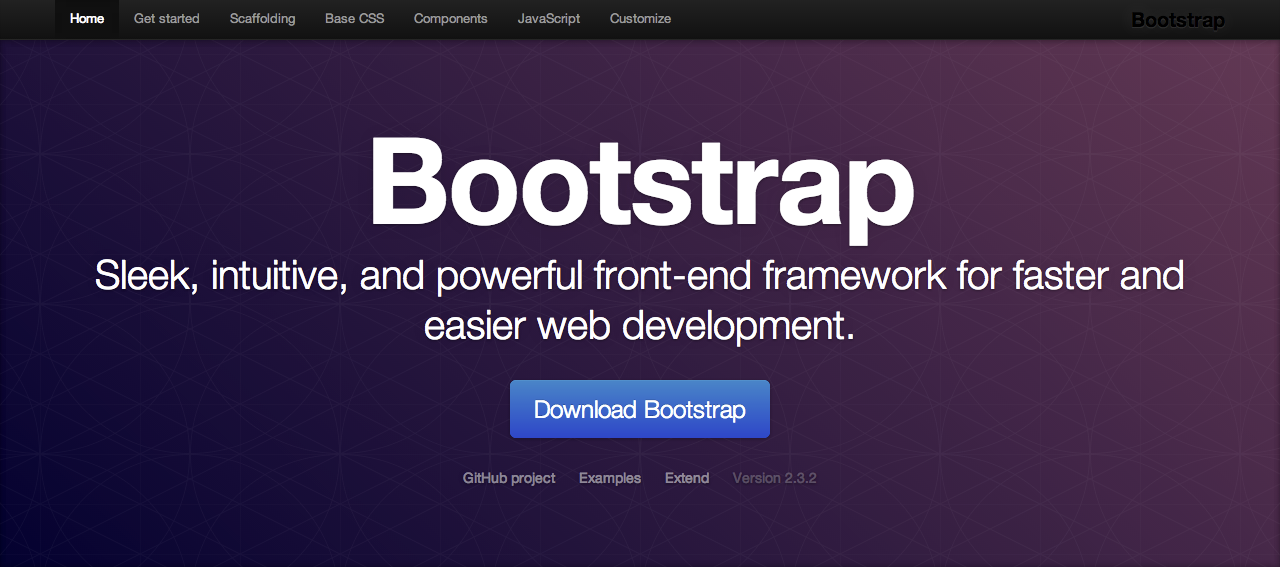 Home Get started Scaffolding Base CSS Components JavaScript Customize Bootstrap
Bootstrap
Sleek, intuitive, and powerful front-end framework for faster and
easier web development.
Download Bootstrap
GitHub project Examples Extend Version 2.3.2